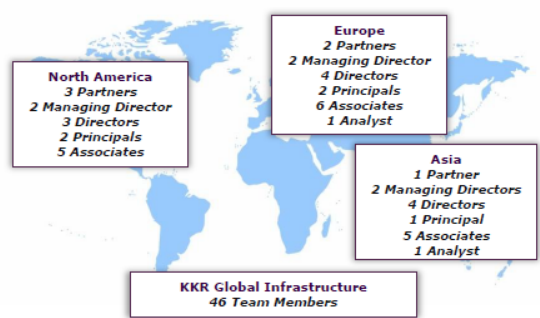 North America
3 Partners
2 Managing Director
3 Directors
2 Principals
5 Associates
Europe
2 Partners
2 Managing Director
4 Directors
2 Principals
6 Associates
1 Analyst
Asia
1 Partner
2 Managing Directors
4 Directors
1 Principal
5 Associates
1 Analyst
KKR Global Infrastructure
46 Team Members